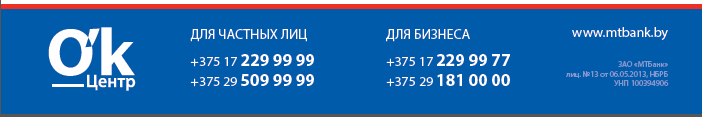 O'k
Центр
ДЛЯ ЧАСТНЫХ ЛИЦ
+375 17 229 99 99
+375 29 509 99 99
ДЛЯ БИЗНЕСА
+375 17 229 99 77
+375 29 181 00 00
www.mtbank.by
ЗАО «МТБанк»
лиц. №13 от 06.05.2013, НБРБ
УНП 100394906